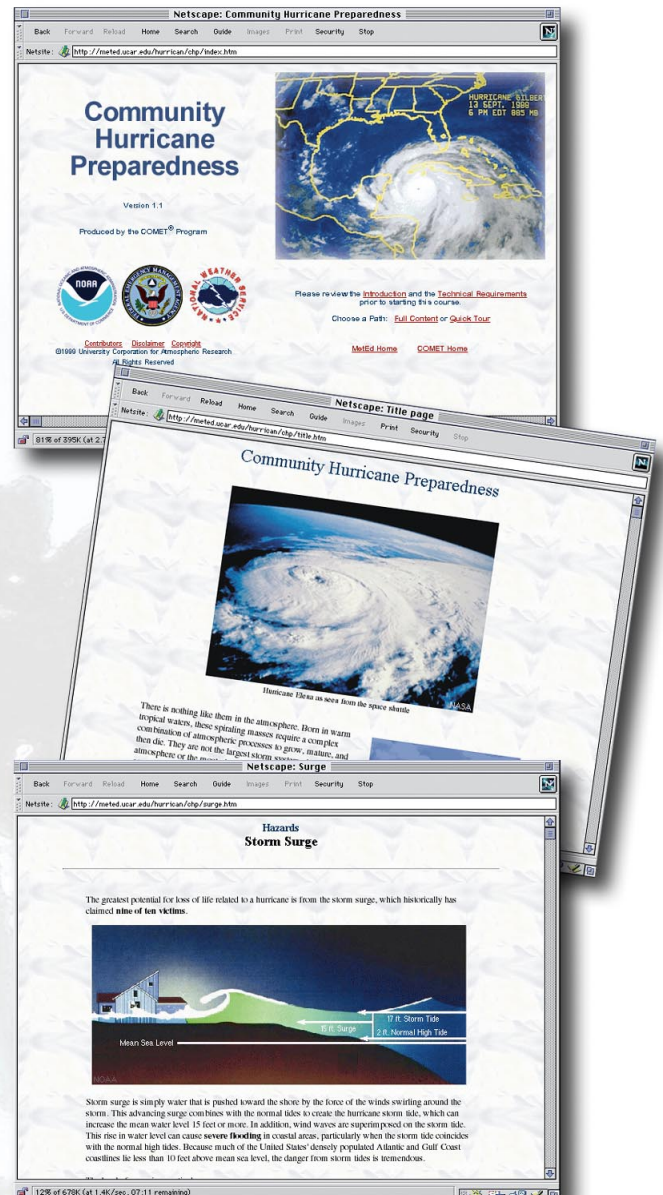 Netscape: Community Hurricane Preparedness
Back Forward Reload Home Search Guide Images Print Security Stop
Netsite: http://meted.ucar.edu/hurrican/chp/index.htm
Community
Hurricane
Preparedness
Version 1.1
Produced by the COMET® Program
HURRICANE GILBERT
13 SEPT, 1988
6 PM EDT 885 MB
NOAA
NATIONAL WEATHER SERVICE
Please review the Introduction and the Technical Requirements
prior to starting this course.
Choose a Path: Full Content or Quick Tour
Contributors Disclaimer Copyright
©1999 University Corporation for Atmospheric Research
All Rights Reserved
MetEd Home COMET Home
81% of 395K (at 2.7
Netscape: Title page
Back Forward Reload Home Search Guide Images Print Security Stop
Netsite: http://meted.ucar.edu/hurrican/chp/title.htm
Community Hurricane Preparedness
NASA
Hurricane Elena as seen from the space shuttle
There is nothing like them in the atmosphere. Born in warm
tropical waters, these spiraling masses require a complex
combination of atmospheric processes to grow, mature, and
then die. They are not the largest storm
atmosphere or the
Netscape: Surge
Back Forward Reload Home Search Guide Images Print Security Stop
Netsite: http://meted.ucar.edu/hurrican/chp/surge.htm
Hazards
Storm Surge
The greatest potential for loss of life related to a hurricane is from the storm surge, which historically has
claimed nine of ten victims.
17 ft. Storm Tide
15 ft. Surge
2 ft. Normal High Tide
Mean Sea Level
NOAA
Storm surge is simply water that is pushed toward the shore by the force of the winds swirling around the
storm. This advancing surge combines with the normal tides to create the hurricane storm tide, which can
increase the mean water level 15 feet or more. In addition, wind waves are superimposed on the storm tide.
This rise in water level can cause severe flooding in coastal areas, particularly when the storm tide coincides
with the normal high tides. Because much of the United States' densely populated Atlantic and Gulf Coast
coastlines lie less than 10 feet above mean sea level, the danger from storm tides is tremendous.
12% of 678K (at 1.4K/sec, 07:11 remaining)